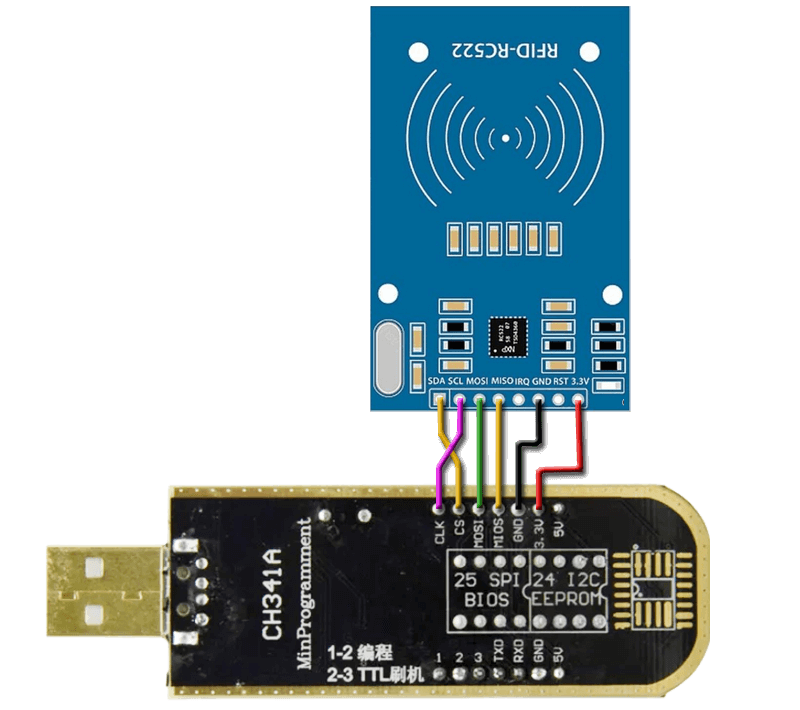 RFID-RC522
RC522
SDA SCL MOSI MISO IRQ GND RST 3.3V
CLK CS MOSI MIOS GND 3.3V 5V
CH341A
MinProgramment
25 SPI
BIOS
24 I2C
EEPROM
1-2 编程
2-3 TTL刷机
1 2 3 TXD RXD GND 5V